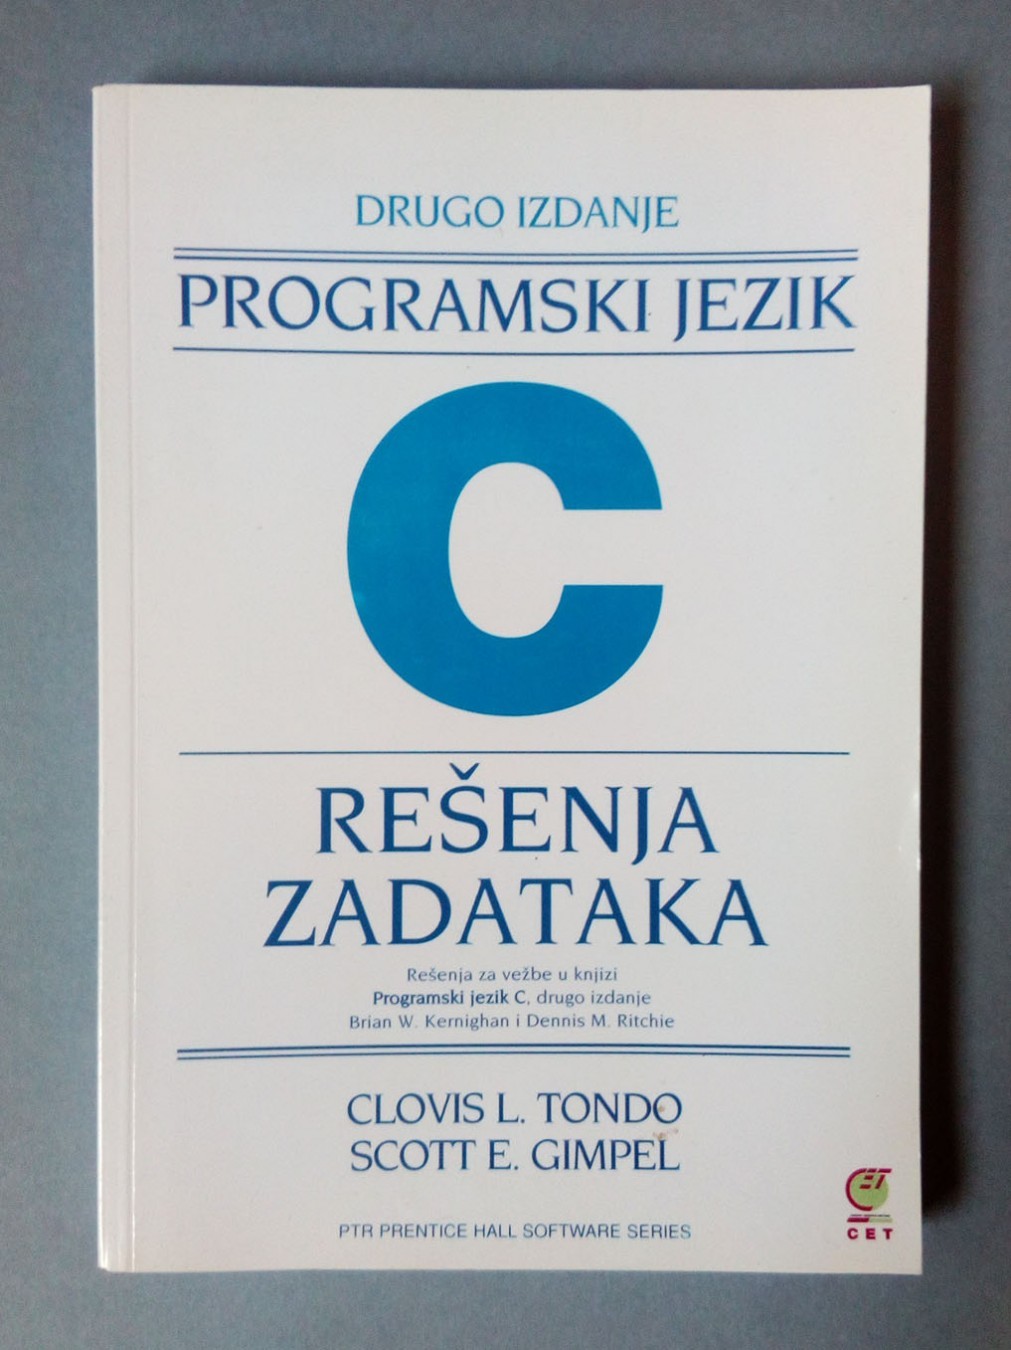 DRUGO IZDANJE
PROGRAMSKI JEZIK
C
REŠENJA
ZADATAKA
Rešenja za vežbe u knjizi
Programski jezik C, drugo izdanje
Brian W. Kernighan i Dennis M. Ritchie
CLOVIS L. TONDO
SCOTT E. GIMPEL
PTR PRENTICE HALL SOFTWARE SERIES
CET
CET